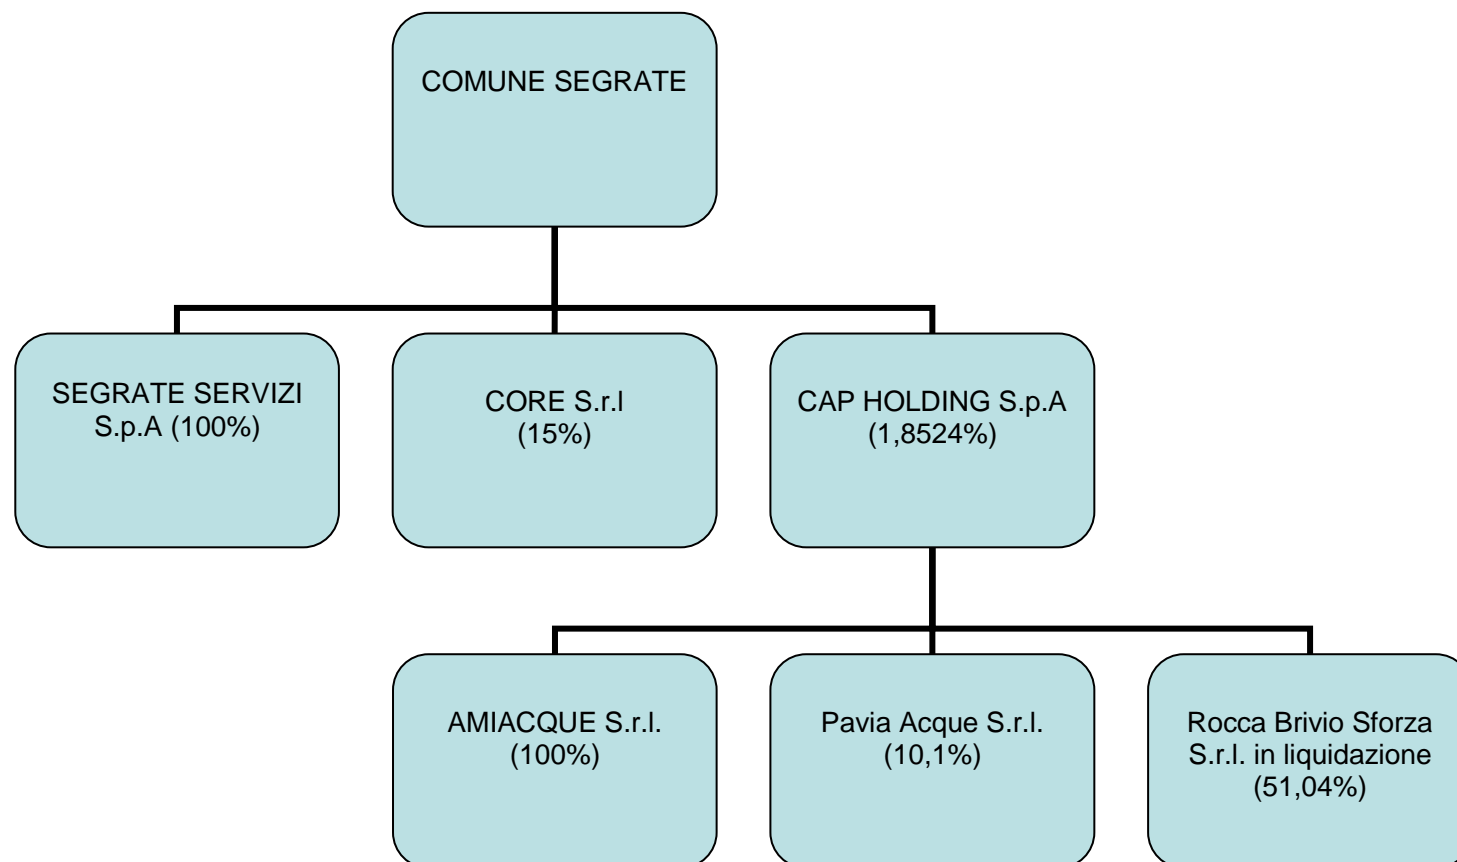 COMUNE SEGRATE
SEGRATE SERVIZI
S.p.A (100%)
CORE S.r.l
(15%)
CAP HOLDING S.p.A
(1,8524%)
AMIACQUE S.r.l.
(100%)
Pavia Acque S.r.l.
(10,1%)
Rocca Brivio Sforza
S.r.l. in liquidazione
(51,04%)